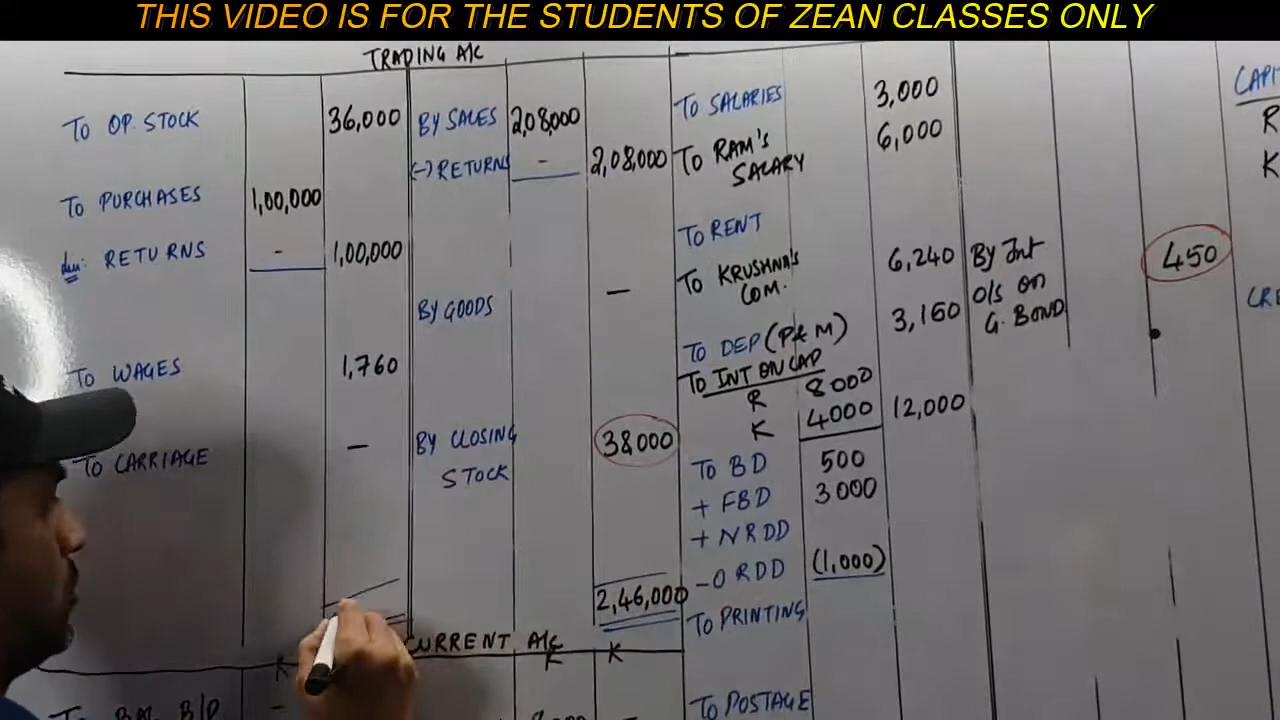 THIS VIDEO IS FOR THE STUDENTS OF ZEAN CLASSES ONLY
TRADING A/C
TO OP. STOCK 36,000 BY SALES 2,08,000
(-) RETURNS - 2,08,000
TO PURCHASES 1,00,000
den: RETURNS - 1,00,000
BY GOODS —
TO WAGES 1,760
TO CARRIAGE — BY CLOSING 38000
STOCK
2,46,000
TO SALARIES 3,000
TO RAM'S 6,000
SALARY
TO RENT
TO KRUSHNA'S 6,240 By Int 450
COM. O/S on
TO DEP (P&M) 3,160 G. BOND
TO INT ON CAP
R 8000
K 4000 12,000
TO BD 500
+ FBD 3000
+ NRDD
- O RDD (1,000)
TO PRINTING
TO POSTAGE
CURRENT A/C
R K K
TO BAL B/D -
R
K